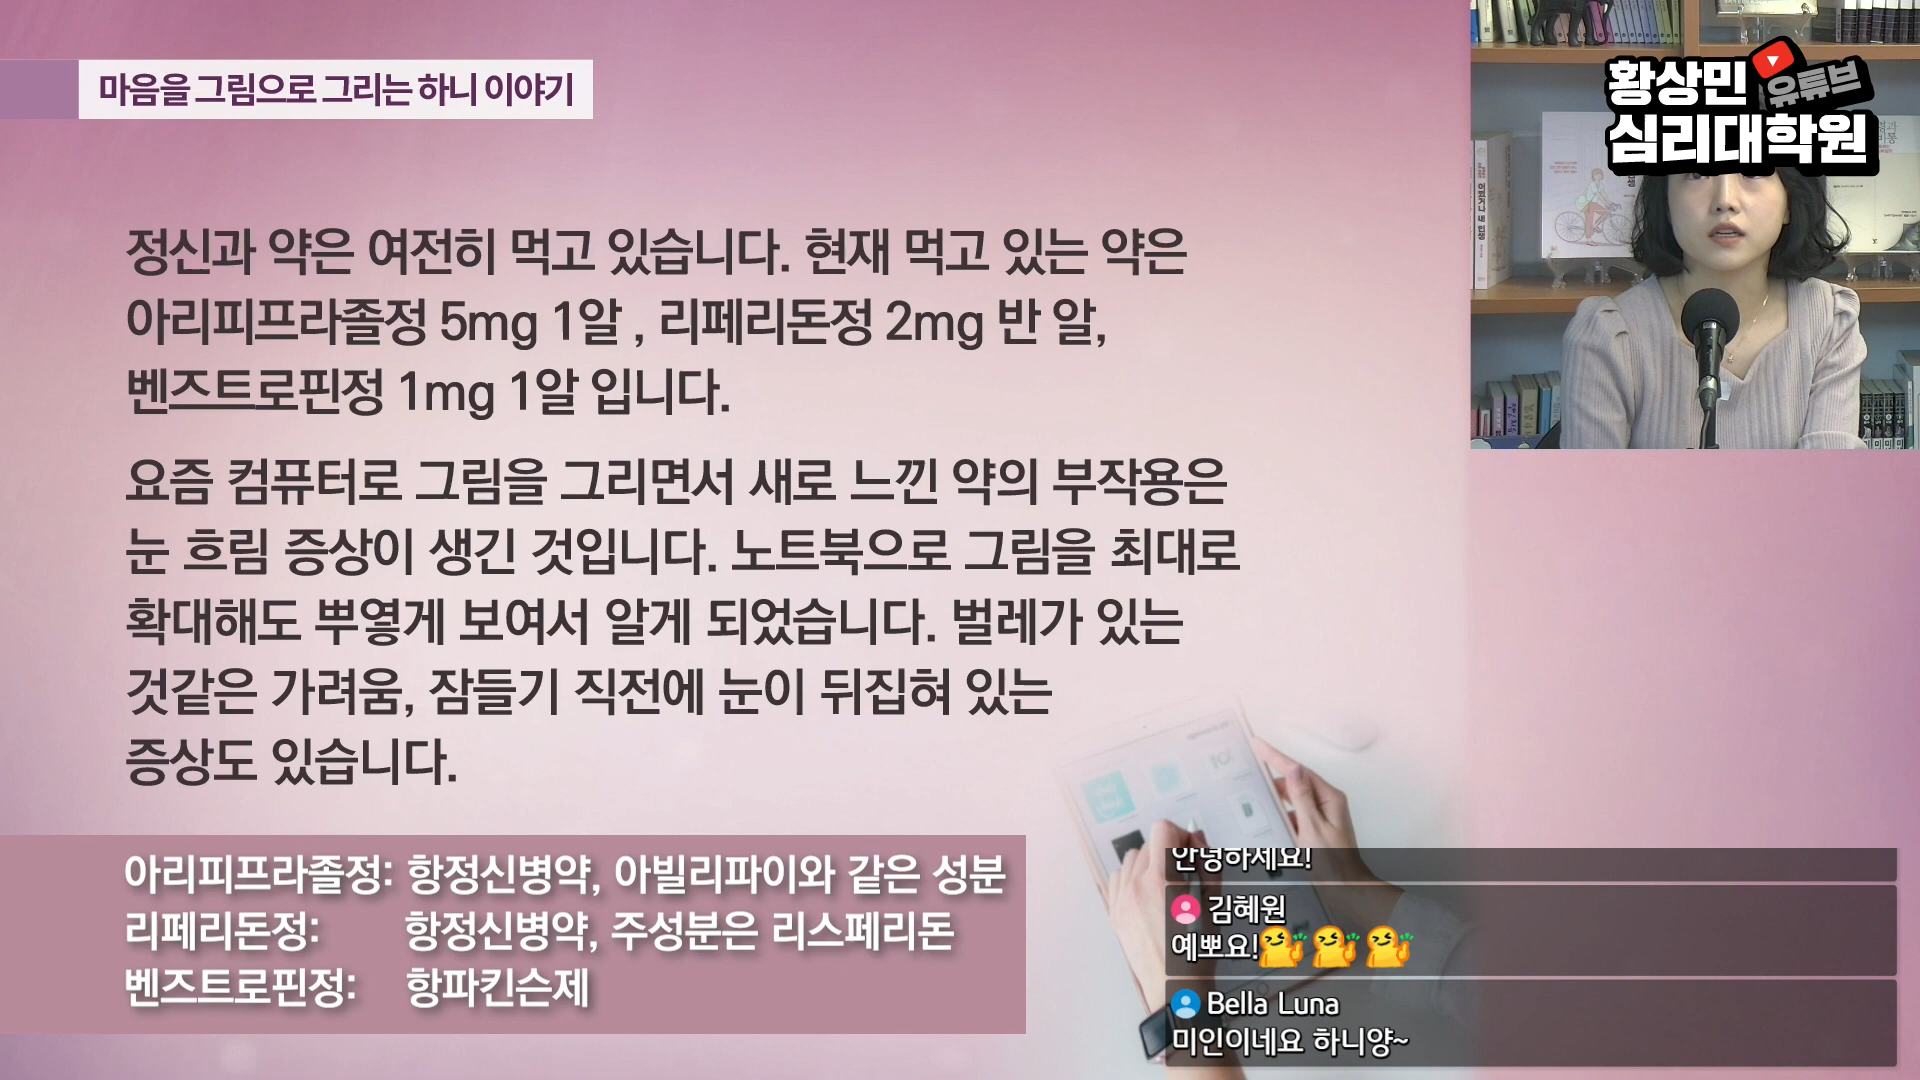 마음을 그림으로 그리는 하니 이야기
황상민 유튜브
심리대학원
정신과 약은 여전히 먹고 있습니다. 현재 먹고 있는 약은
아리피프라졸정 5mg 1알 , 리페리돈정 2mg 반 알,
벤즈트로핀정 1mg 1알 입니다.
요즘 컴퓨터로 그림을 그리면서 새로 느낀 약의 부작용은
눈 흐림 증상이 생긴 것입니다. 노트북으로 그림을 최대로
확대해도 뿌옇게 보여서 알게 되었습니다. 벌레가 있는
것같은 가려움, 잠들기 직전에 눈이 뒤집혀 있는
증상도 있습니다.
아리피프라졸정: 항정신병약, 아빌리파이와 같은 성분
리페리돈정: 항정신병약, 주성분은 리스페리돈
벤즈트로핀정: 항파킨슨제
안녕하세요!
김혜원
예뽀요!
Bella Luna
미인이네요 하니양~